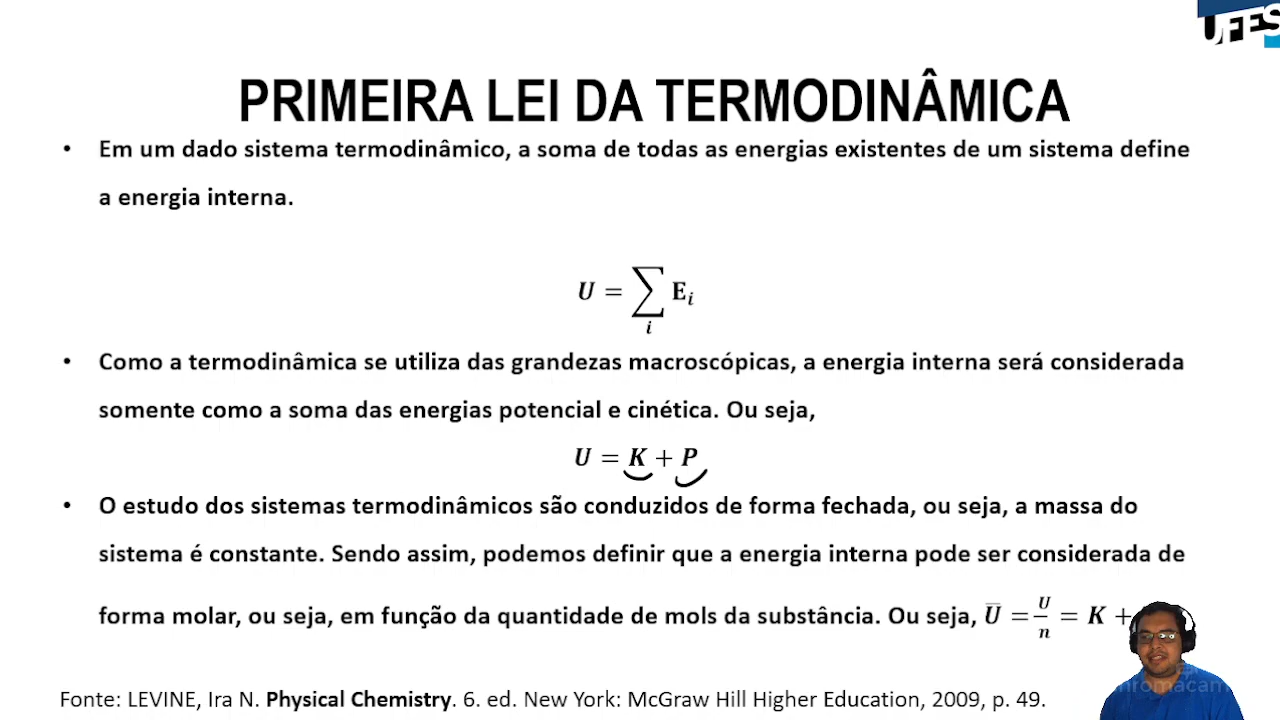 UFES
PRIMEIRA LEI DA TERMODINÂMICA
• Em um dado sistema termodinâmico, a soma de todas as energias existentes de um sistema define
a energia interna.
U = ∑ᵢ Eᵢ
• Como a termodinâmica se utiliza das grandezas macroscópicas, a energia interna será considerada
somente como a soma das energias potencial e cinética. Ou seja,
U = K + P
• O estudo dos sistemas termodinâmicos são conduzidos de forma fechada, ou seja, a massa do
sistema é constante. Sendo assim, podemos definir que a energia interna pode ser considerada de
forma molar, ou seja, em função da quantidade de mols da substância. Ou seja, Ū = U/n = K +
chromacam
Fonte: LEVINE, Ira N. Physical Chemistry. 6. ed. New York: McGraw Hill Higher Education, 2009, p. 49.